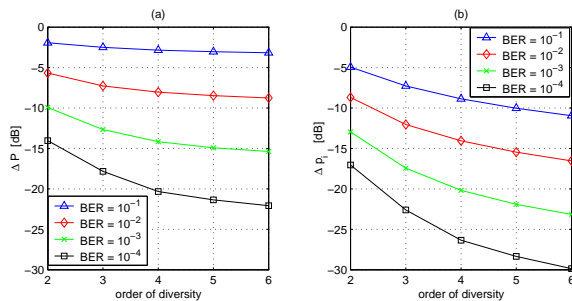 (a)
0
−5
−10
−15
−20
−25
−30
2
3
4
5
6
order of diversity
Δ P [dB]
BER = 10⁻¹
BER = 10⁻²
BER = 10⁻³
BER = 10⁻⁴
(b)
0
−5
−10
−15
−20
−25
−30
2
3
4
5
6
order of diversity
Δ pᵢ [dB]
BER = 10⁻¹
BER = 10⁻²
BER = 10⁻³
BER = 10⁻⁴